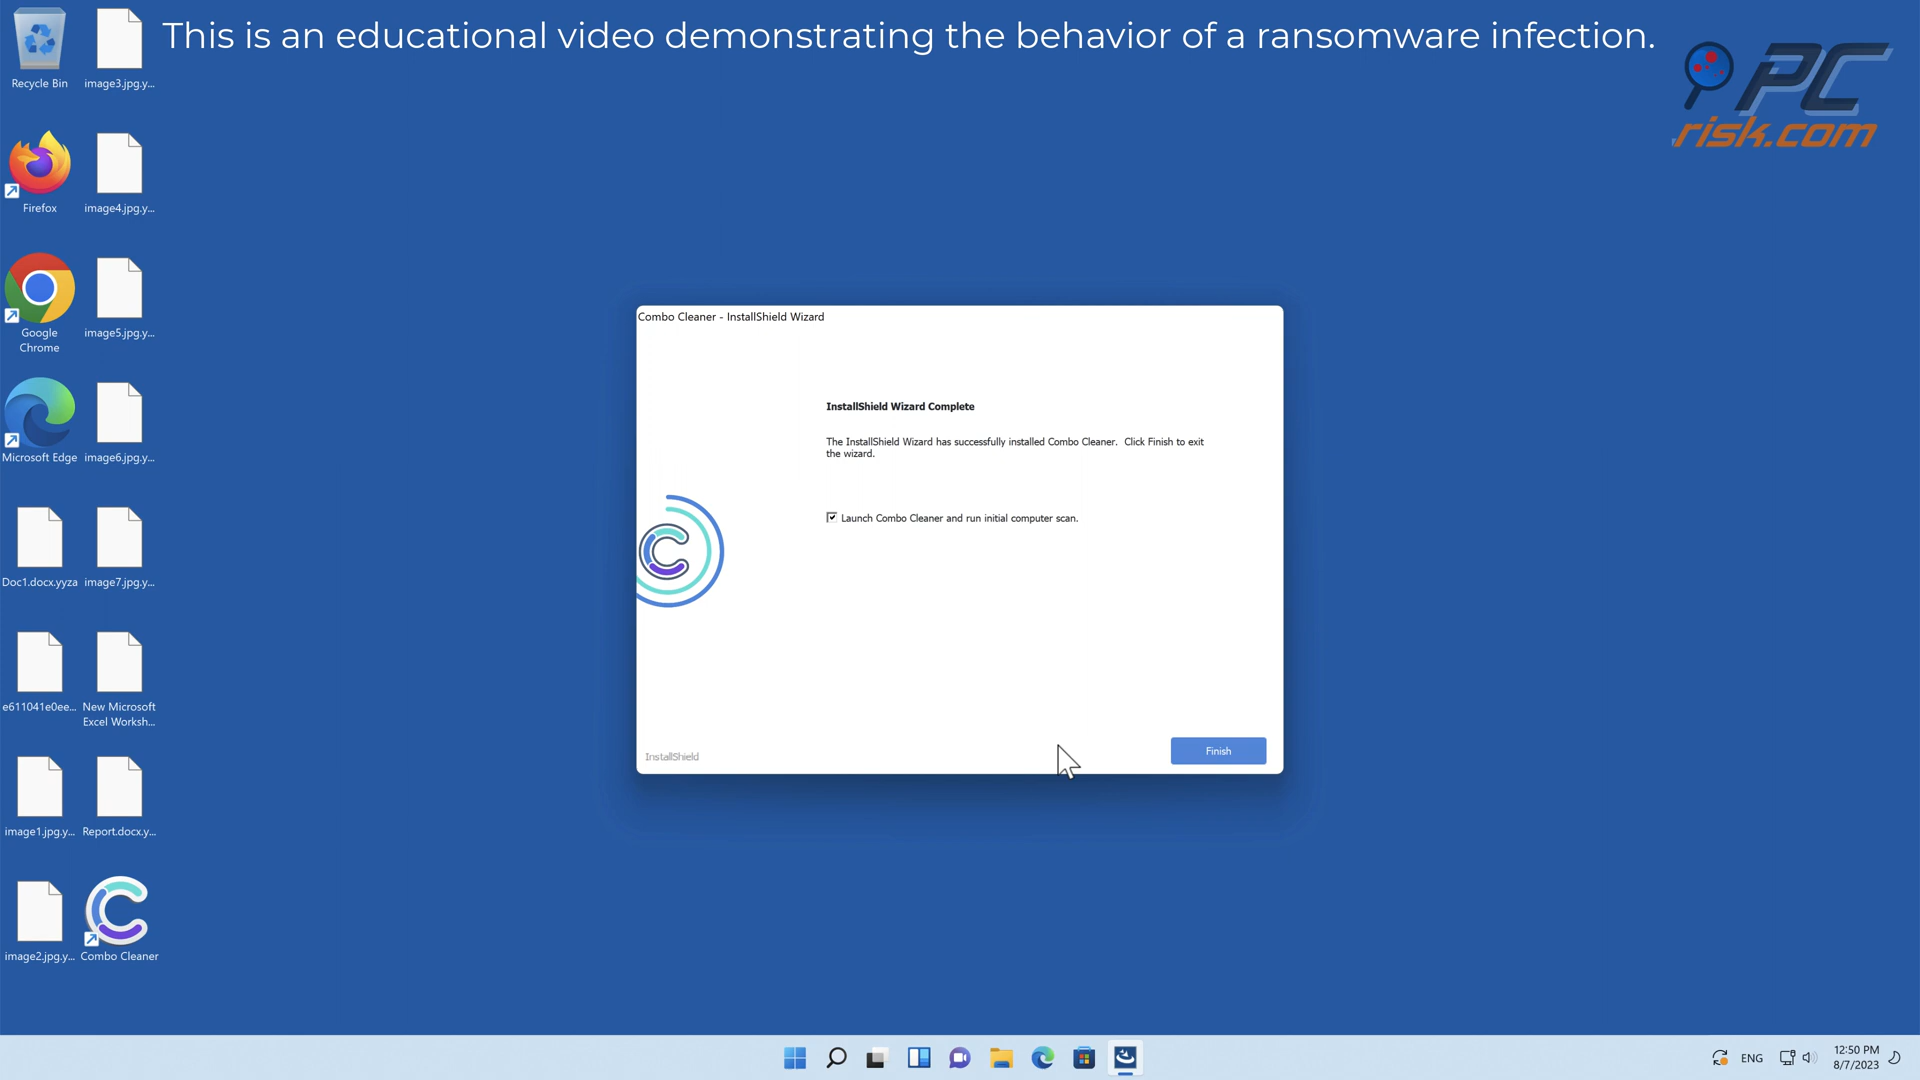 This is an educational video demonstrating the behavior of a ransomware infection.
PC
risk.com
Recycle Bin
image3.jpg.y...
Firefox
image4.jpg.y...
Google
Chrome
image5.jpg.y...
Microsoft Edge
image6.jpg.y...
Doc1.docx.yyza
image7.jpg.y...
e611041e0ee...
New Microsoft
Excel Worksh...
image1.jpg.y...
Report.docx.y...
image2.jpg.y...
Combo Cleaner
Combo Cleaner - InstallShield Wizard
InstallShield Wizard Complete
The InstallShield Wizard has successfully installed Combo Cleaner. Click Finish to exit
the wizard.
Launch Combo Cleaner and run initial computer scan.
InstallShield
Finish
ENG
12:50 PM
8/7/2023